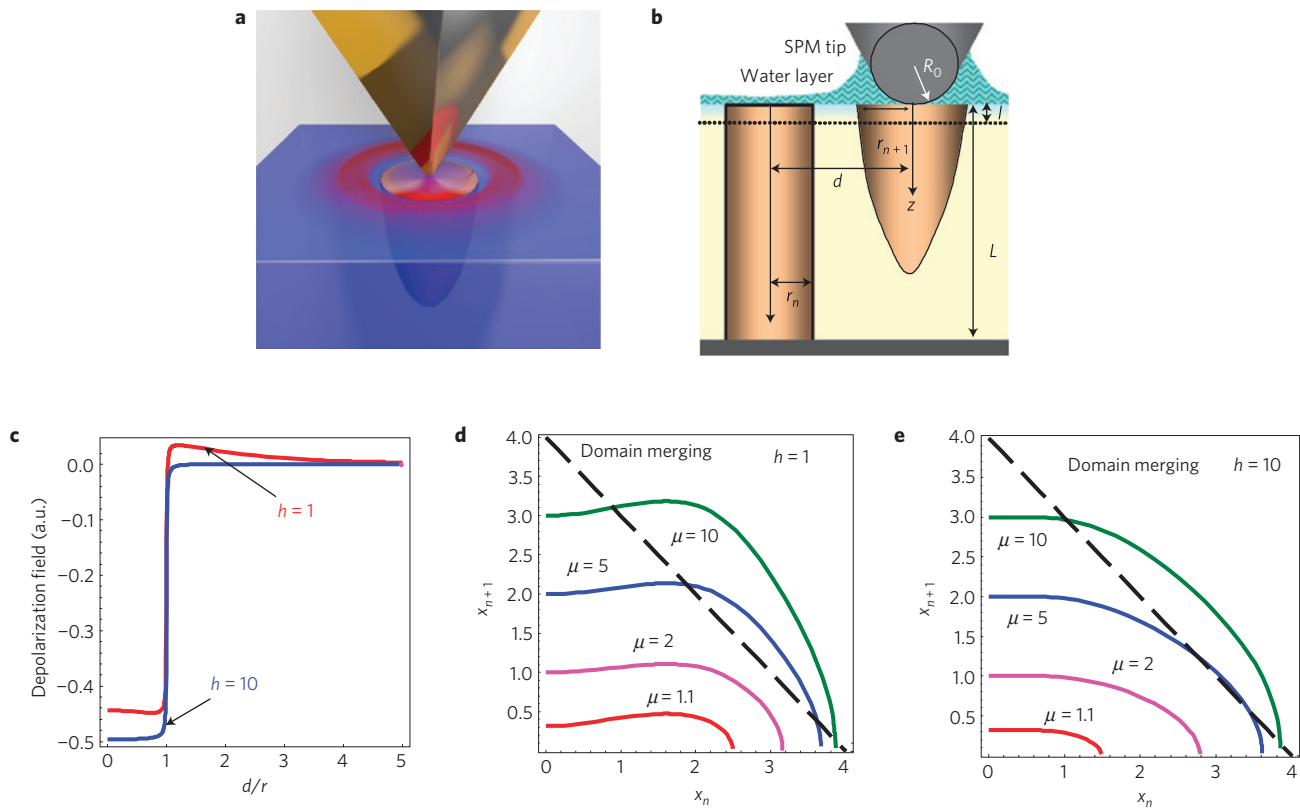 a
b
SPM tip
Water layer
R0
l
rn+1
d
z
L
rn
c
Depolarization field (a.u.)
0.0
−0.1
−0.2
−0.3
−0.4
−0.5
h = 1
h = 10
0 1 2 3 4 5
d/r
d
xn+1
4.0
3.5
3.0
2.5
2.0
1.5
1.0
0.5
Domain merging
h = 1
μ = 10
μ = 5
μ = 2
μ = 1.1
0 1 2 3 4
xn
e
4.0
3.5
3.0
2.5
2.0
1.5
1.0
0.5
Domain merging
h = 10
μ = 10
μ = 5
μ = 2
μ = 1.1
0 1 2 3 4
xn